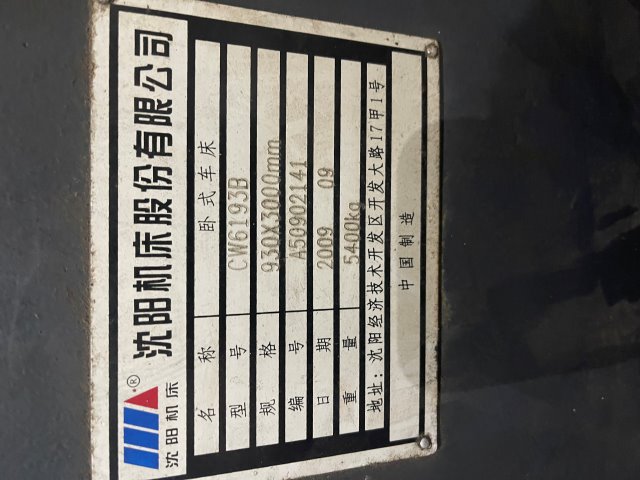 沈阳机床股份有限公司
®
沈阳机床
名称 卧式车床
型号 CW6193B
规格 930X3000mm
编号 A50902141
日期 2009 09
重量 5400kg
地址: 沈阳经济技术开发区开发大路17甲1号
中国制造